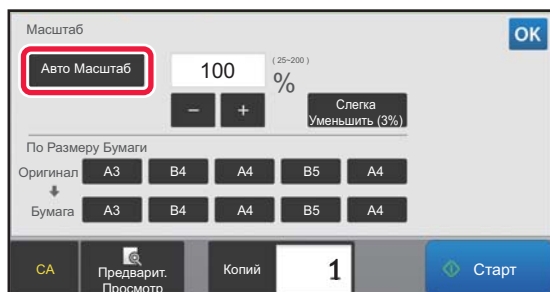 Масштаб
OK
Авто Масштаб
100
(25~200)
%
− +
Слегка
Уменьшить (3%)
По Размеру Бумаги
Оригинал A3 B4 A4 B5 A4
Бумага A3 B4 A4 B5 A4
CA
Предварит.
Просмотр
Копий
1
Старт